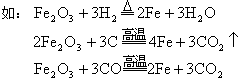 如：Fe₂O₃+3H₂ ≜ 2Fe+3H₂O
2Fe₂O₃+3C =高温= 4Fe+3CO₂↑
Fe₂O₃+3CO =高温= 2Fe+3CO₂